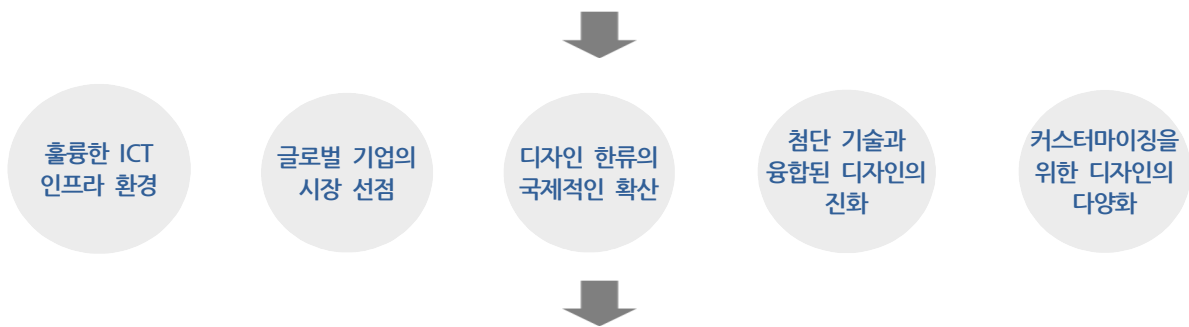 훌륭한 ICT
인프라 환경
글로벌 기업의
시장 선점
디자인 한류의
국제적인 확산
첨단 기술과
융합된 디자인의
진화
커스터마이징을
위한 디자인의
다양화